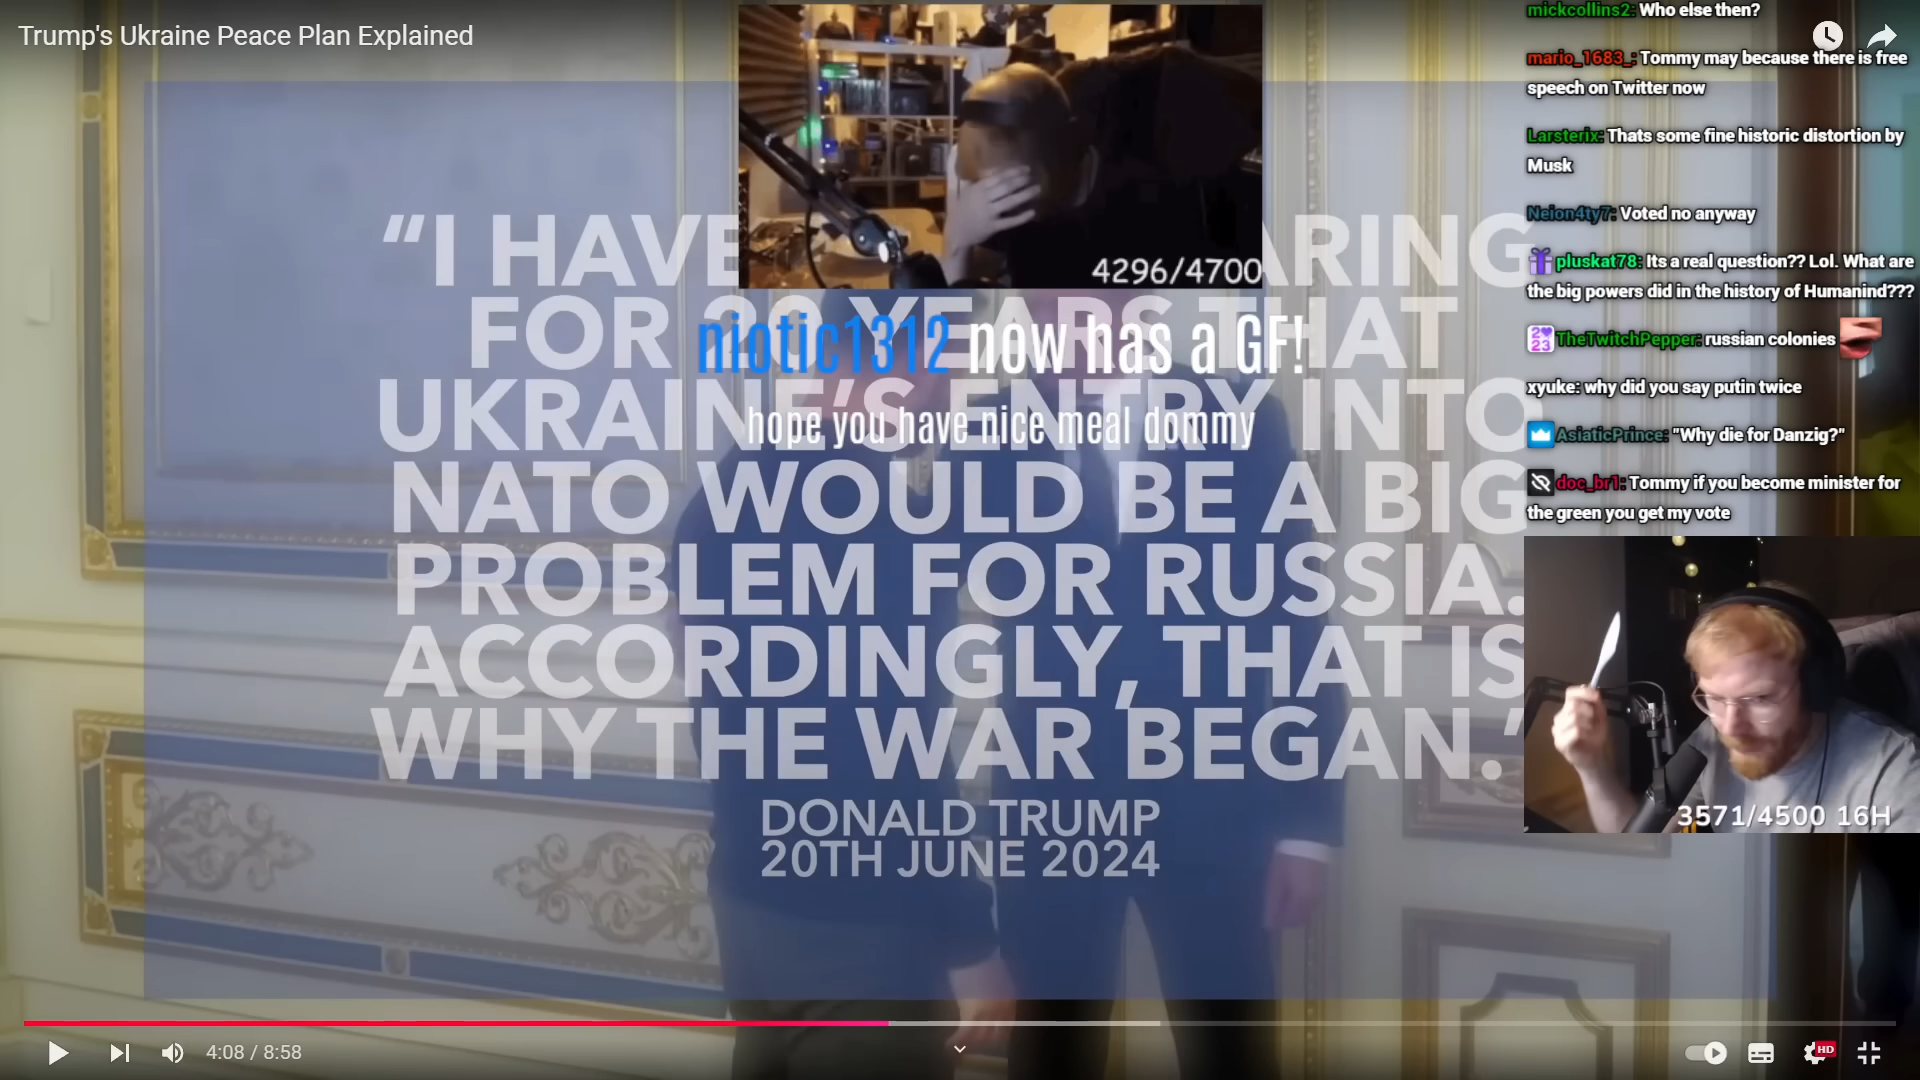 Trump's Ukraine Peace Plan Explained
4296/4700
niotic1312 now has a GF!
hope you have nice meal dommy
“I HAVE ARING
FOR 20 YEARS THAT
UKRAINE’S ENTRY INTO
NATO WOULD BE A BIG
PROBLEM FOR RUSSIA.
ACCORDINGLY, THAT IS
WHY THE WAR BEGAN.”
DONALD TRUMP
20TH JUNE 2024
mickcollins2: Who else then?
mario_1683_: Tommy may because there is free
speech on Twitter now
Larsterix: Thats some fine historic distortion by
Musk
Neion4ty7: Voted no anyway
pluskat78: Its a real question?? Lol. What are
the big powers did in the history of Humanind???
2023
TheTwitchPepper: russian colonies
xyuke: why did you say putin twice
AsiaticPrince: "Why die for Danzig?"
doc_br1: Tommy if you become minister for
the green you get my vote
3571/4500 16H
4:08 / 8:58
HD